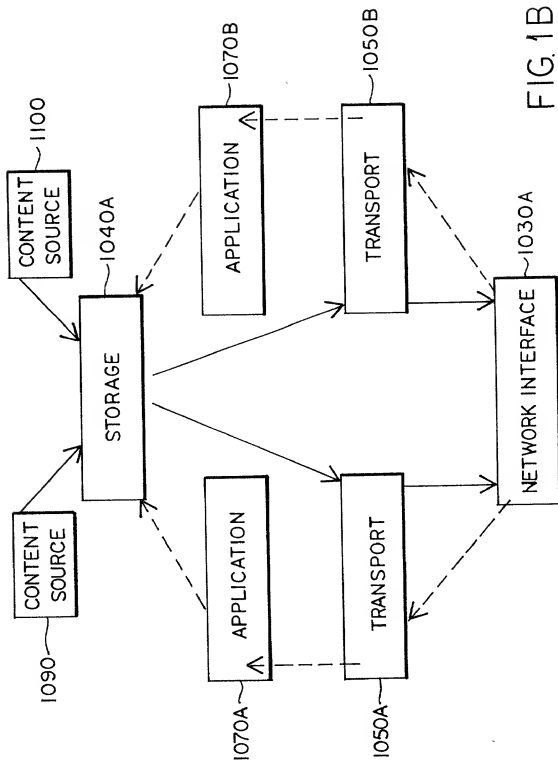 1090
CONTENT
SOURCE
CONTENT
SOURCE
1100
STORAGE
1040A
1070A
APPLICATION
APPLICATION
1070B
1050A
TRANSPORT
TRANSPORT
1050B
NETWORK INTERFACE
1030A
FIG. 1B